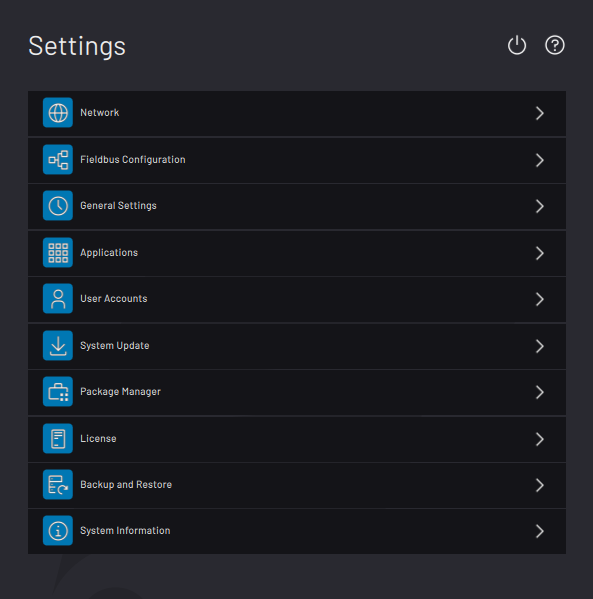 Settings
Network
Fieldbus Configuration
General Settings
Applications
User Accounts
System Update
Package Manager
License
Backup and Restore
System Information